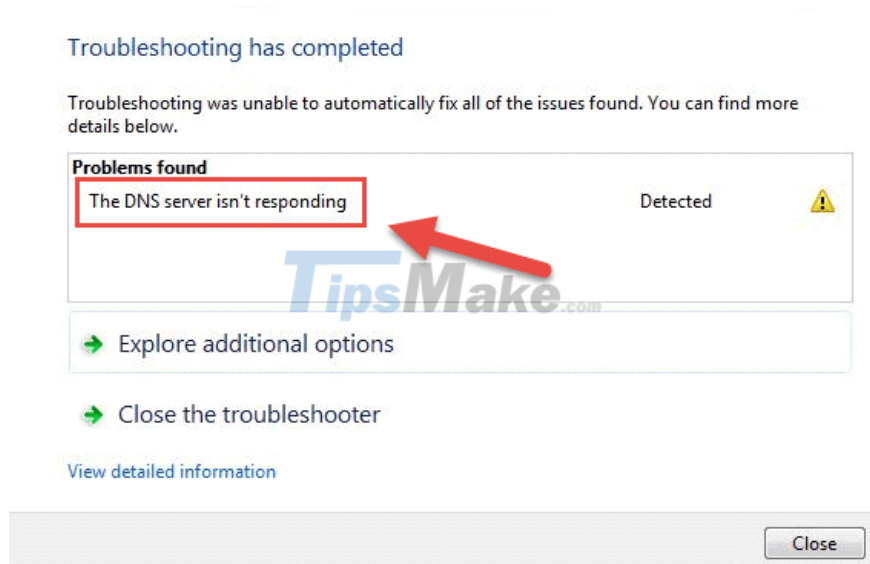 Troubleshooting has completed
Troubleshooting was unable to automatically fix all of the issues found. You can find more
details below.
Problems found
The DNS server isn't responding Detected
TipsMake.com
Explore additional options
Close the troubleshooter
View detailed information
Close